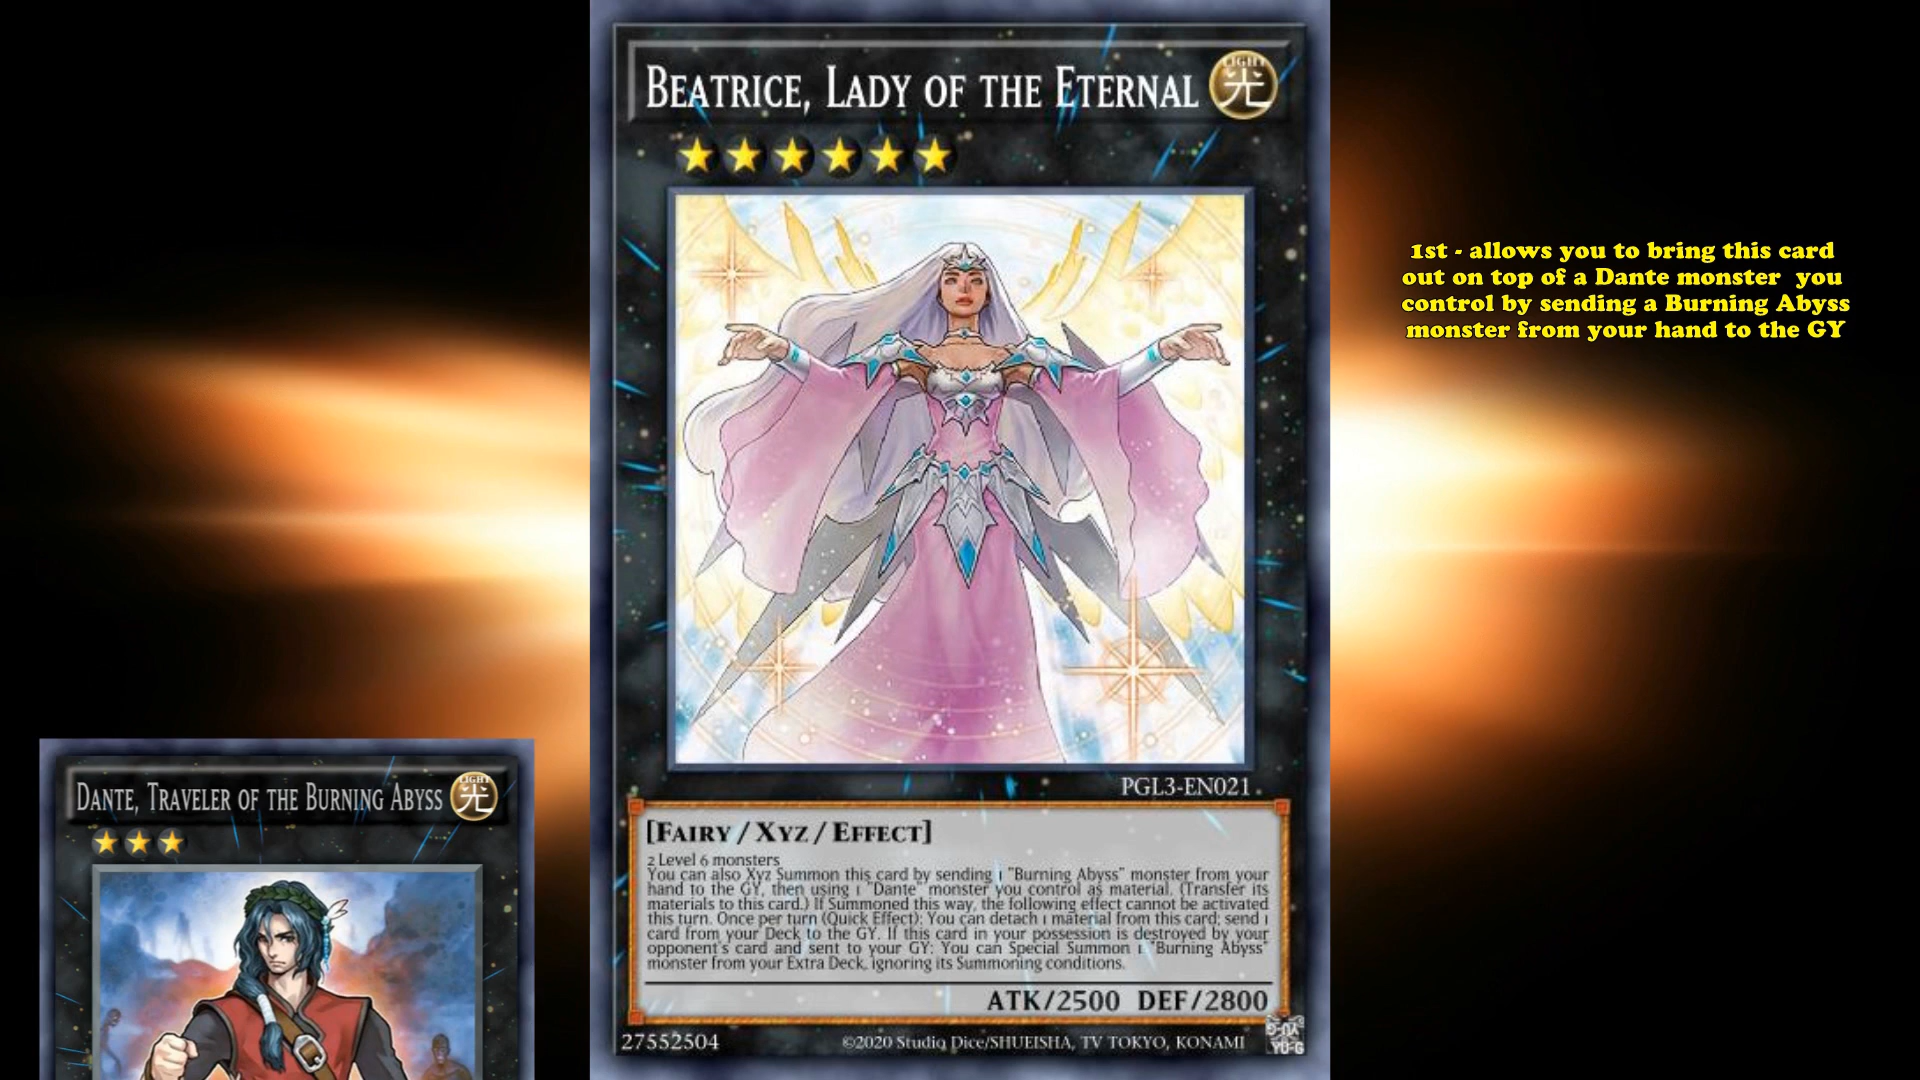 BEATRICE, LADY OF THE ETERNAL
LIGHT
光
1st - allows you to bring this card
out on top of a Dante monster you
control by sending a Burning Abyss
monster from your hand to the GY
PGL3-EN021
[FAIRY / XYZ / EFFECT]
2 Level 6 monsters
You can also Xyz Summon this card by sending 1 "Burning Abyss" monster from your
hand to the GY, then using 1 "Dante" monster you control as material. (Transfer its
materials to this card.) If Summoned this way, the following effect cannot be activated
this turn. Once per turn (Quick Effect): You can detach 1 material from this card; send 1
card from your Deck to the GY. If this card in your possession is destroyed by your
opponent's card and sent to your GY: You can Special Summon 1 "Burning Abyss"
monster from your Extra Deck, ignoring its Summoning conditions.
ATK/2500 DEF/2800
27552504
©2020 Studio Dice/SHUEISHA, TV TOKYO, KONAMI
DANTE, TRAVELER OF THE BURNING ABYSS
LIGHT
光